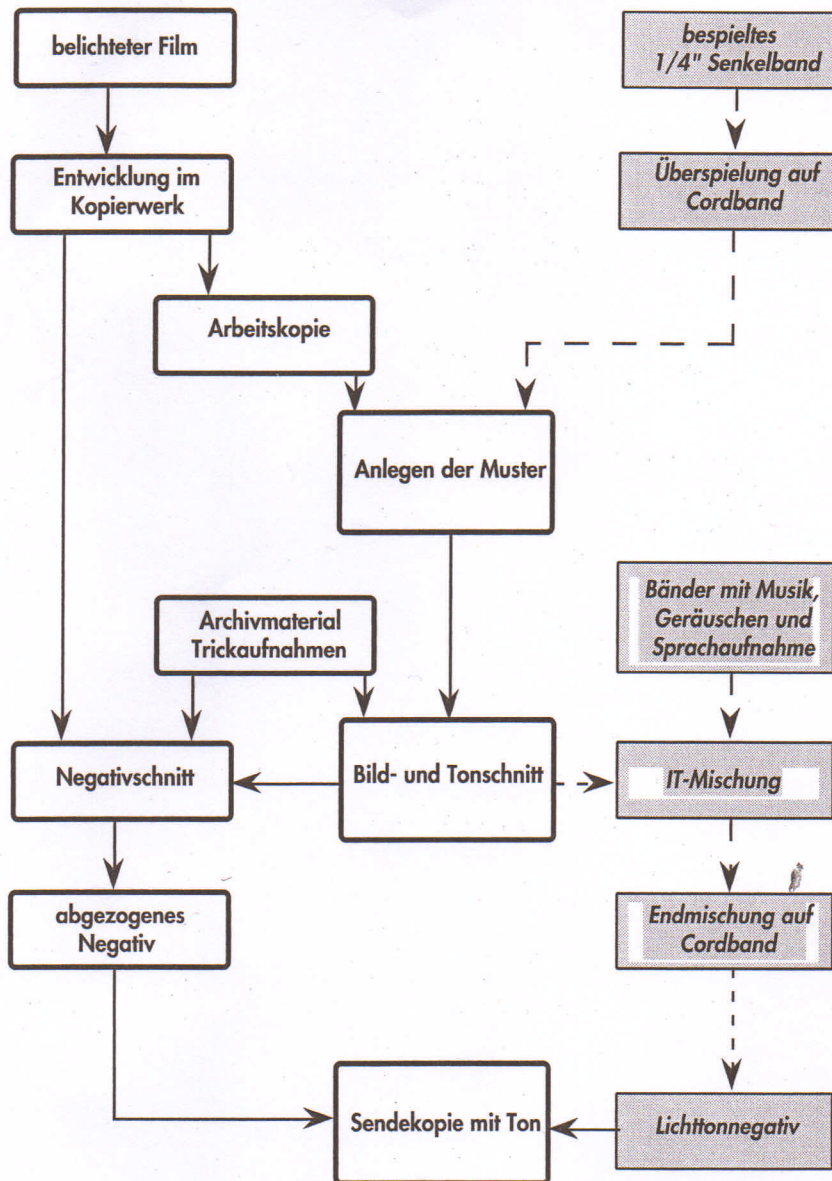 belichteter Film
bespieltes
1/4" Senkelband
Entwicklung im
Kopierwerk
Überspielung auf
Cordband
Arbeitskopie
Anlegen der Muster
Archivmaterial
Trickaufnahmen
Bänder mit Musik,
Geräuschen und
Sprachaufnahme
Negativschnitt
Bild- und Tonschnitt
IT-Mischung
abgezogenes
Negativ
Endmischung auf
Cordband
Sendekopie mit Ton
Lichttonnegativ